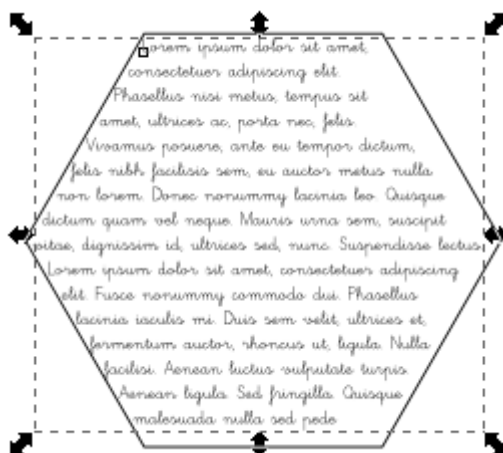 Lorem ipsum dolor sit amet,
consectetuer adipiscing elit.
Phasellus nisi metus, tempus sit
amet, ultrices ac, porta nec, felis.
Vivamus posuere, ante eu tempor dictum,
felis nibh facilisis sem, eu auctor metus nulla
non lorem. Donec nonummy lacinia leo. Quisque
dictum quam vel neque. Mauris urna sem, suscipit
vitae, dignissim id, ultrices sed, nunc. Suspendisse lectus.
Lorem ipsum dolor sit amet, consectetuer adipiscing
elit. Fusce nonummy commodo dui. Phasellus
lacinia iaculis mi. Duis sem velit, ultrices et,
fermentum auctor, rhoncus ut, ligula. Nulla
facilisi. Aenean luctus vulputate turpis.
Aenean ligula. Sed fringilla. Quisque
malesuada nulla sed pede